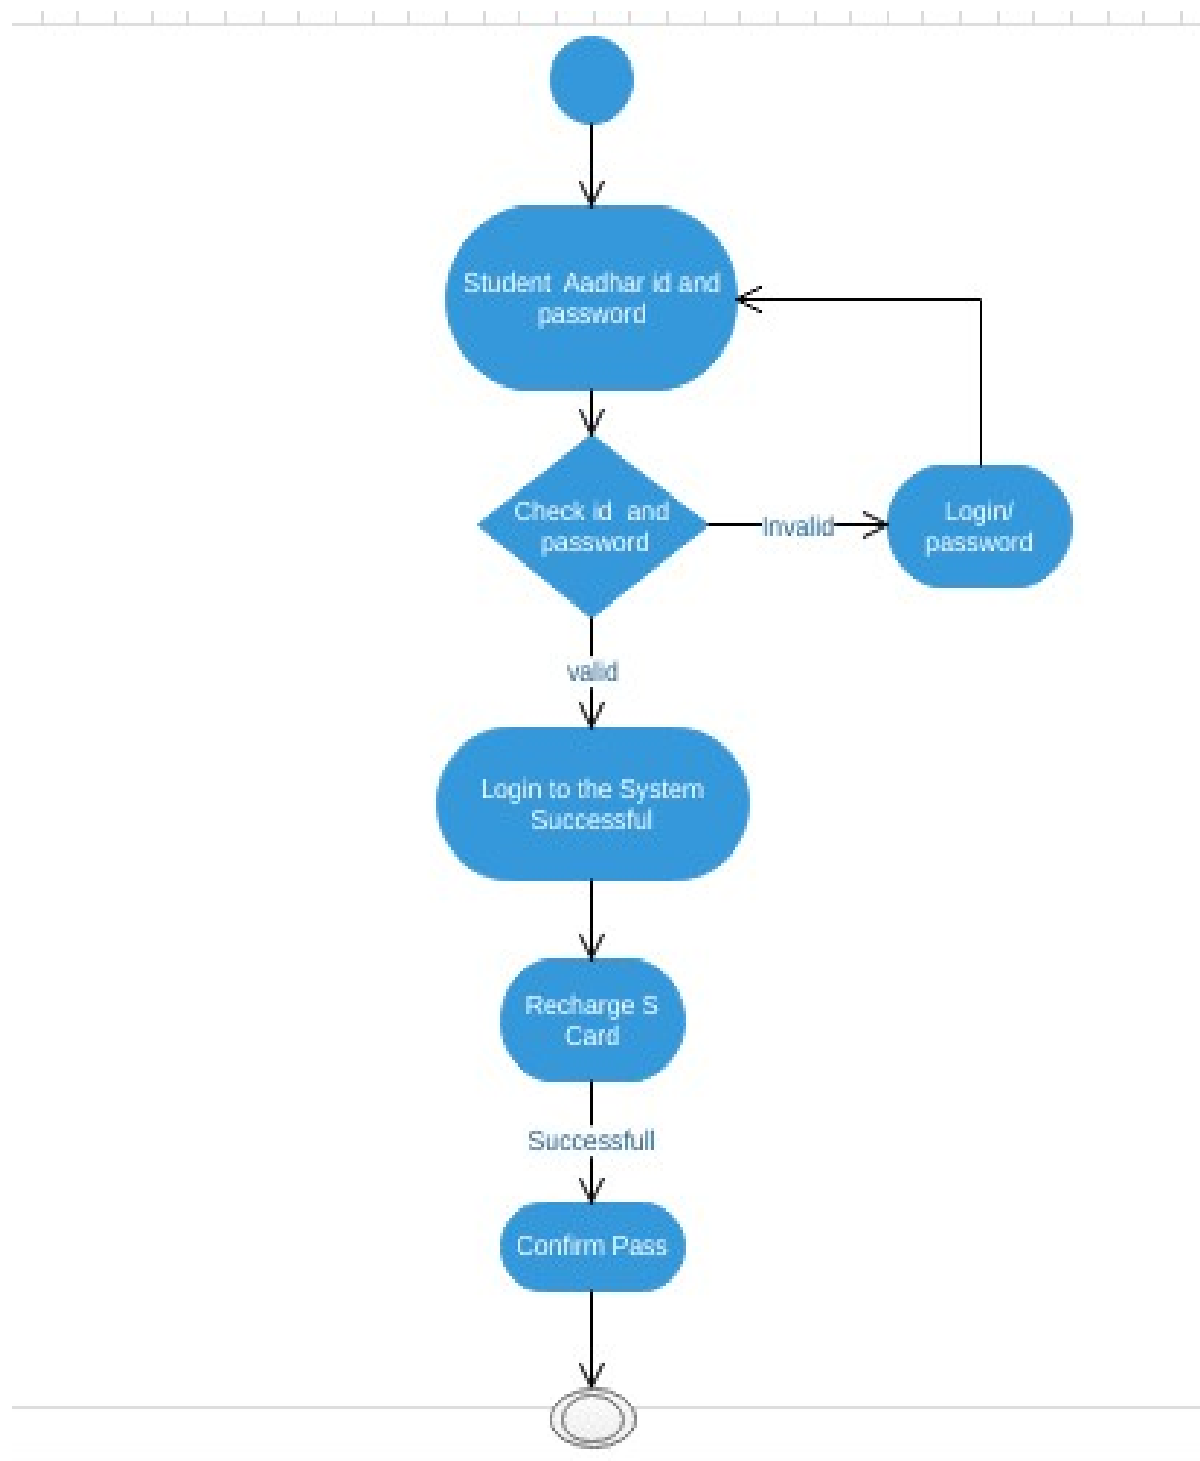 Student Aadhar id and
password
Check id and
password
Invalid
Login/
password
valid
Login to the System
Successful
Recharge S
Card
Successfull
Confirm Pass